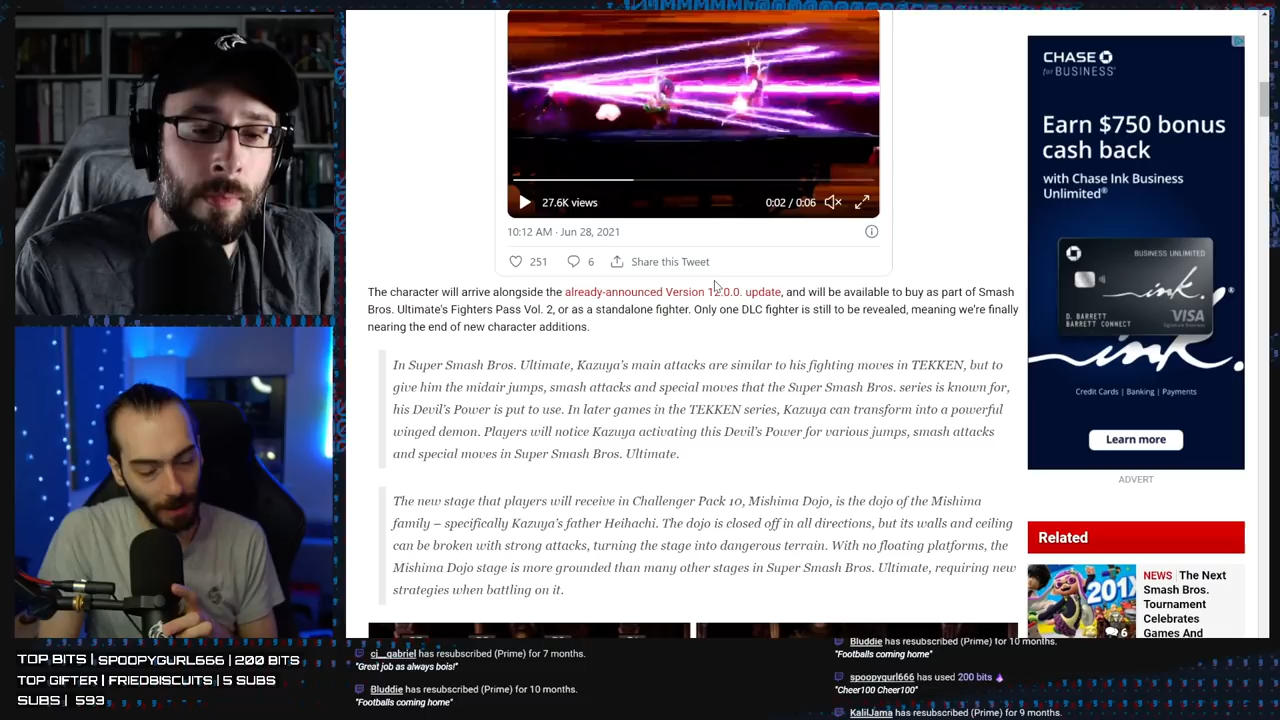 27.6K views
0:02 / 0:06
10:12 AM · Jun 28, 2021
251
6
Share this Tweet
The character will arrive alongside the already-announced Version 12.0.0. update, and will be available to buy as part of Smash
Bros. Ultimate's Fighters Pass Vol. 2, or as a standalone fighter. Only one DLC fighter is still to be revealed, meaning we're finally
nearing the end of new character additions.
In Super Smash Bros. Ultimate, Kazuya's main attacks are similar to his fighting moves in TEKKEN, but to
give him the midair jumps, smash attacks and special moves that the Super Smash Bros. series is known for,
his Devil's Power is put to use. In later games in the TEKKEN series, Kazuya can transform into a powerful
winged demon. Players will notice Kazuya activating this Devil's Power for various jumps, smash attacks
and special moves in Super Smash Bros. Ultimate.
The new stage that players will receive in Challenger Pack 10, Mishima Dojo, is the dojo of the Mishima
family – specifically Kazuya's father Heihachi. The dojo is closed off in all directions, but its walls and ceiling
can be broken with strong attacks, turning the stage into dangerous terrain. With no floating platforms, the
Mishima Dojo stage is more grounded than many other stages in Super Smash Bros. Ultimate, requiring new
strategies when battling on it.
CHASE
for BUSINESS®
Earn $750 bonus
cash back
with Chase Ink Business
Unlimited®
BUSINESS UNLIMITED
ink
D. BARRETT
BARRETT CONNECT
VISA
Signature Business
ink.
Credit Cards | Banking | Payments
Learn more
ADVERT
Related
201X
6
NEWS The Next
Smash Bros.
Tournament
Celebrates
Games And
TOP BITS | SPOOPYGURL666 | 200 BITS
TOP GIFTER | FRIEDBISCUITS | 5 SUBS
SUBS | 593
ci__gabriel has resubscribed (Prime) for 7 months.
"Great job as always bois!"
Bluddie has resubscribed (Prime) for 10 months.
"Footballs coming home"
Bluddie has resubscribed (Prime) for 10 months.
"Footballs coming home"
spoopygurl666 has used 200 bits
"Cheer100 Cheer100"
KalilJama has resubscribed (Prime) for 9 months.